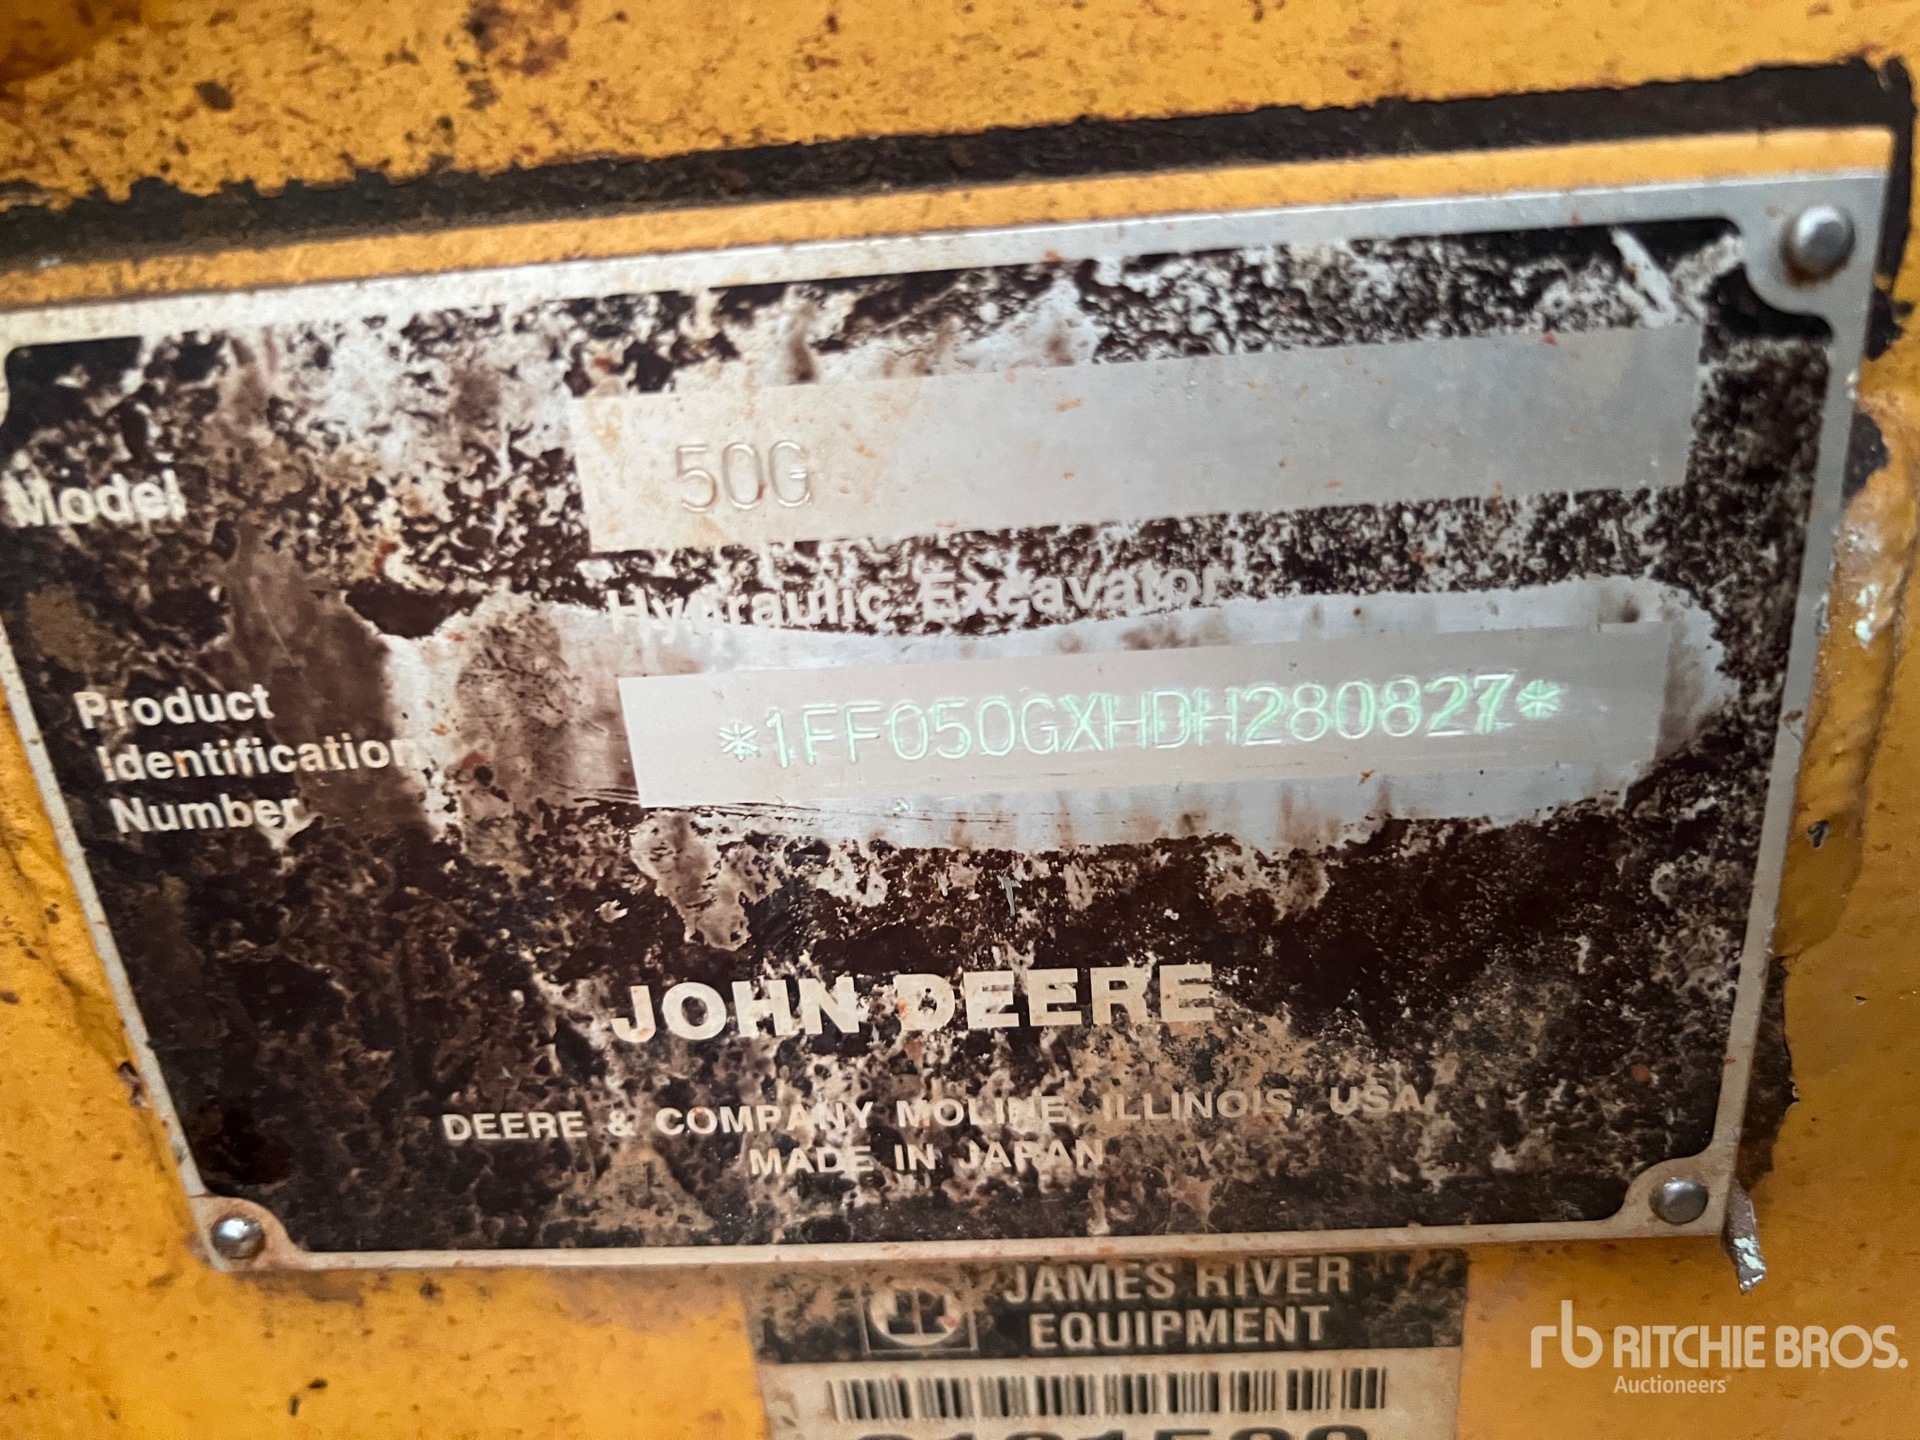 Model 50G
Hydraulic Excavator
Product
Identification
Number
*1FF050GXHDH280827*
JOHN DEERE
DEERE & COMPANY MOLINE, ILLINOIS, USA
MADE IN JAPAN
JAMES RIVER
EQUIPMENT
rb RITCHIE BROS.
Auctioneers